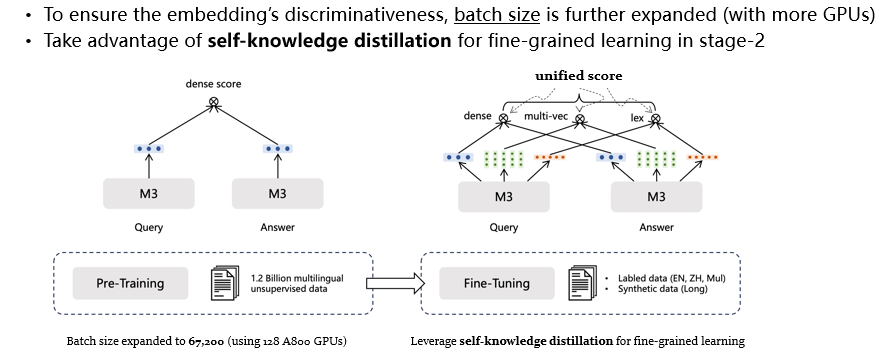 • To ensure the embedding's discriminativeness, batch size is further expanded (with more GPUs)
• Take advantage of self-knowledge distillation for fine-grained learning in stage-2
unified score
dense score
dense multi-vec lex
M3 M3 M3 M3
Query Answer Query Answer
Pre-Training
1.2 Billion multilingual
unsupervised data
Fine-Tuning
• Labled data (EN, ZH, Mul)
• Synthetic data (Long)
Batch size expanded to 67,200 (using 128 A800 GPUs)
Leverage self-knowledge distillation for fine-grained learning